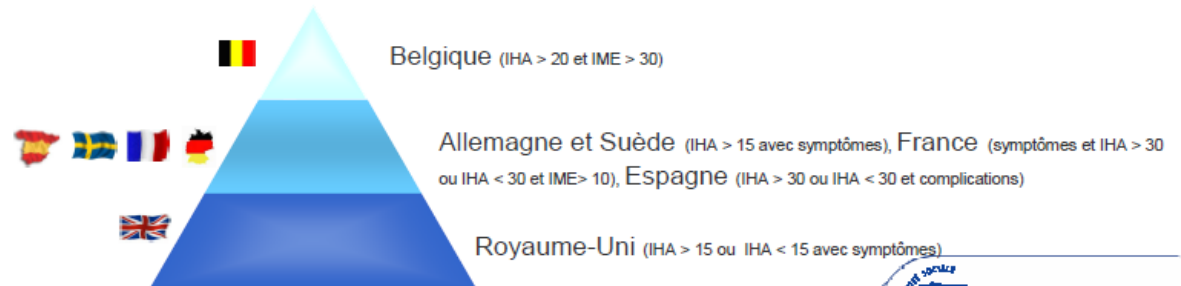 Belgique (IHA > 20 et IME > 30)
Allemagne et Suède (IHA > 15 avec symptômes), France (symptômes et IHA > 30
ou IHA < 30 et IME> 10), Espagne (IHA > 30 ou IHA < 30 et complications)
Royaume-Uni (IHA > 15 ou IHA < 15 avec symptômes)